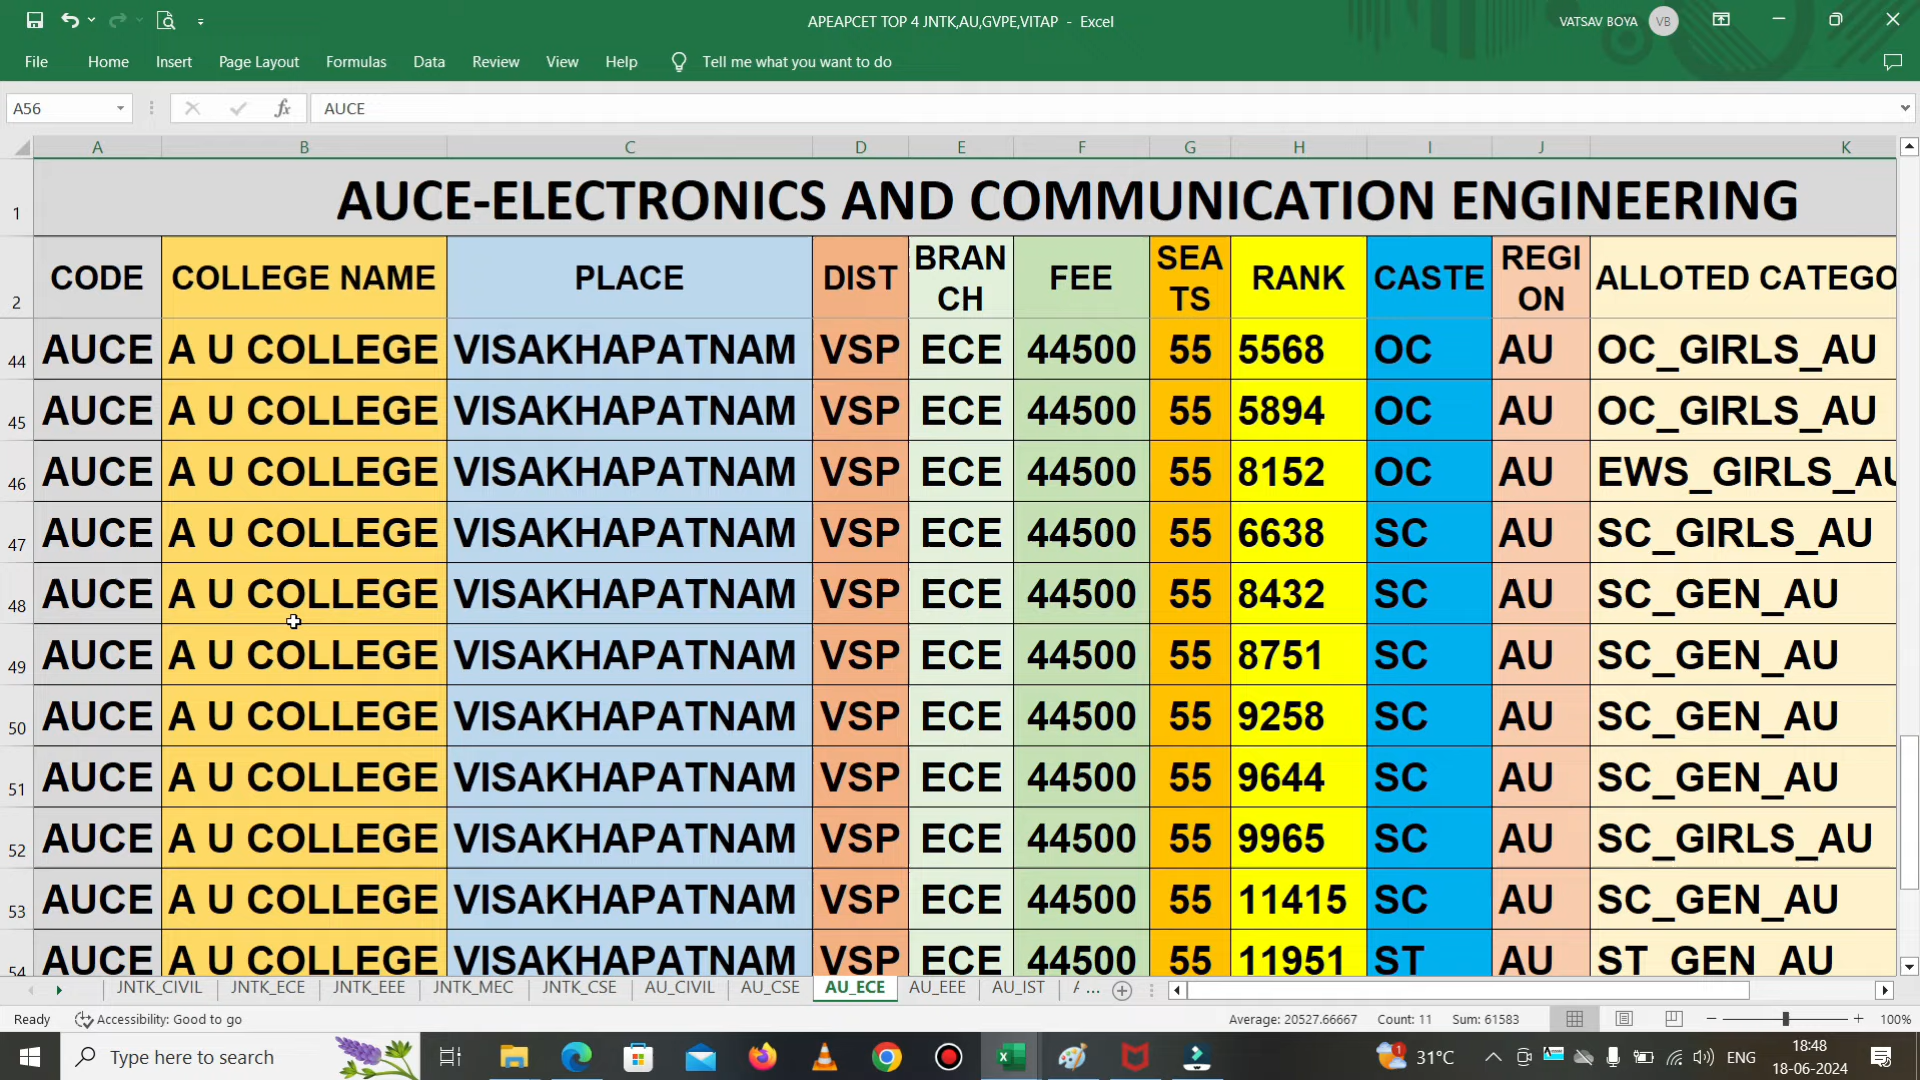 APEAPCET TOP 4 JNTK,AU,GVPE,VITAP - Excel
VATSAV BOYA VB
File Home Insert Page Layout Formulas Data Review View Help Tell me what you want to do
A56 fx AUCE
A B C D E F G H I J K
1 AUCE-ELECTRONICS AND COMMUNICATION ENGINEERING
2 CODE COLLEGE NAME PLACE DIST BRANCH FEE SEATS RANK CASTE REGION ALLOTED CATEGO
44 AUCE A U COLLEGE VISAKHAPATNAM VSP ECE 44500 55 5568 OC AU OC_GIRLS_AU
45 AUCE A U COLLEGE VISAKHAPATNAM VSP ECE 44500 55 5894 OC AU OC_GIRLS_AU
46 AUCE A U COLLEGE VISAKHAPATNAM VSP ECE 44500 55 8152 OC AU EWS_GIRLS_AU
47 AUCE A U COLLEGE VISAKHAPATNAM VSP ECE 44500 55 6638 SC AU SC_GIRLS_AU
48 AUCE A U COLLEGE VISAKHAPATNAM VSP ECE 44500 55 8432 SC AU SC_GEN_AU
49 AUCE A U COLLEGE VISAKHAPATNAM VSP ECE 44500 55 8751 SC AU SC_GEN_AU
50 AUCE A U COLLEGE VISAKHAPATNAM VSP ECE 44500 55 9258 SC AU SC_GEN_AU
51 AUCE A U COLLEGE VISAKHAPATNAM VSP ECE 44500 55 9644 SC AU SC_GEN_AU
52 AUCE A U COLLEGE VISAKHAPATNAM VSP ECE 44500 55 9965 SC AU SC_GIRLS_AU
53 AUCE A U COLLEGE VISAKHAPATNAM VSP ECE 44500 55 11415 SC AU SC_GEN_AU
54 AUCE A U COLLEGE VISAKHAPATNAM VSP ECE 44500 55 11951 ST AU ST_GEN_AU
JNTK_CIVIL JNTK_ECE JNTK_EEE JNTK_MEC JNTK_CSE AU_CIVIL AU_CSE AU_ECE AU_EEE AU_IST ...
Ready Accessibility: Good to go Average: 20527.66667 Count: 11 Sum: 61583 100%
Type here to search 1 31°C ENG 18:48
18-06-2024